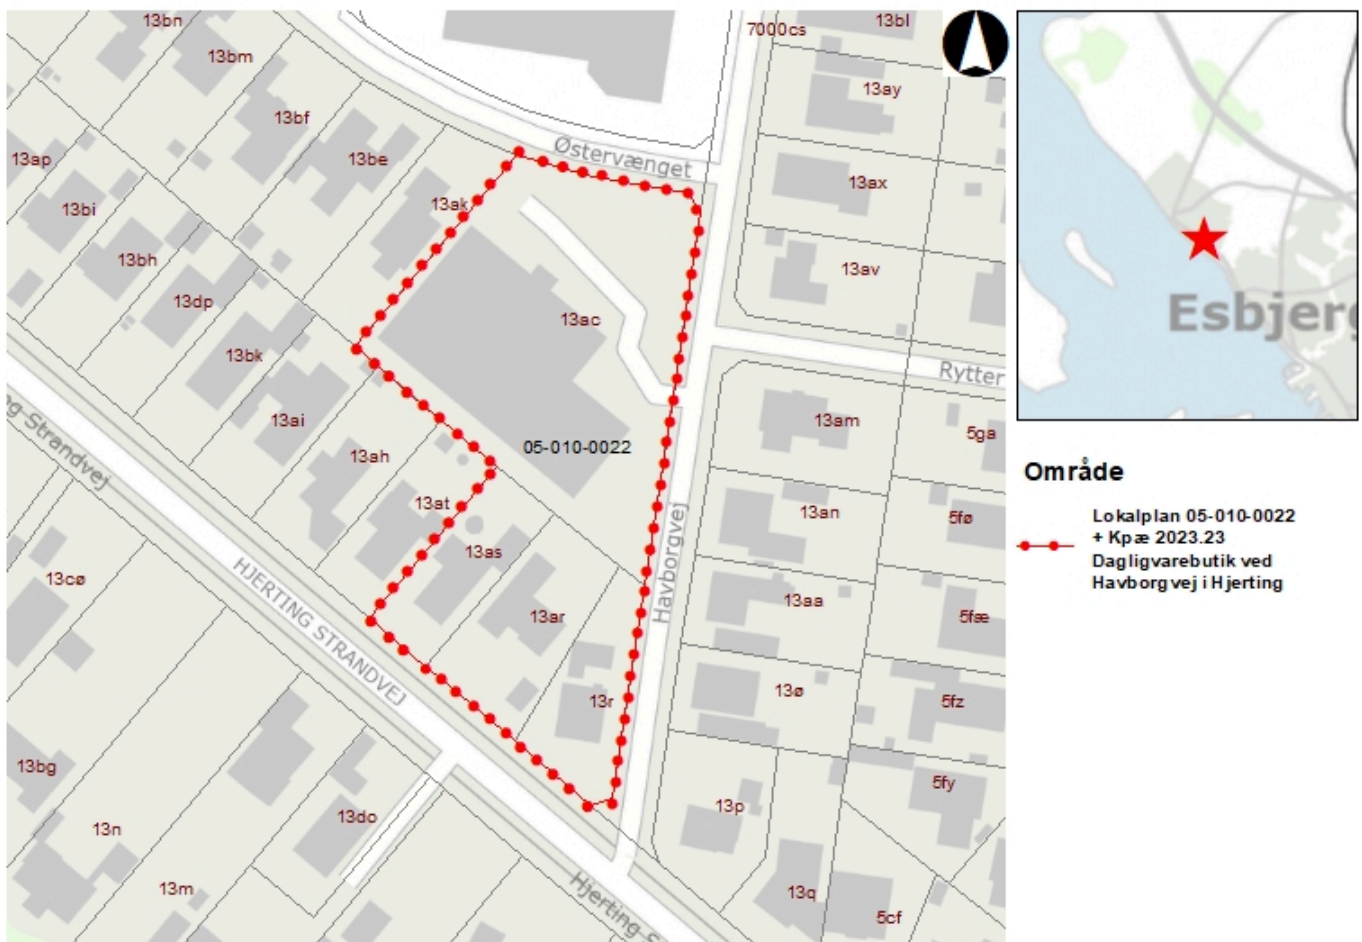 13bn
7000cs
13bl
13bm
13ay
13bf
Østervænget
13be
13ap
13ax
13bi
13ak
13bh
13av
13dp
13ac
Esbjerg
13bk
Rytter
13ai
13am
5ga
13ah
05-010-0022
ng Strandvej
13at
13an
5fø
Havborgvej
13as
HJERTING STRANDVEJ
13cø
13aa
13ar
5fæ
13ø
13r
5fz
13bg
5fy
13p
13do
13n
13m
13q
Hjerting S
5cf
Område
Lokalplan 05-010-0022
+ Kpæ 2023.23
Dagligvarebutik ved
Havborgvej i Hjerting